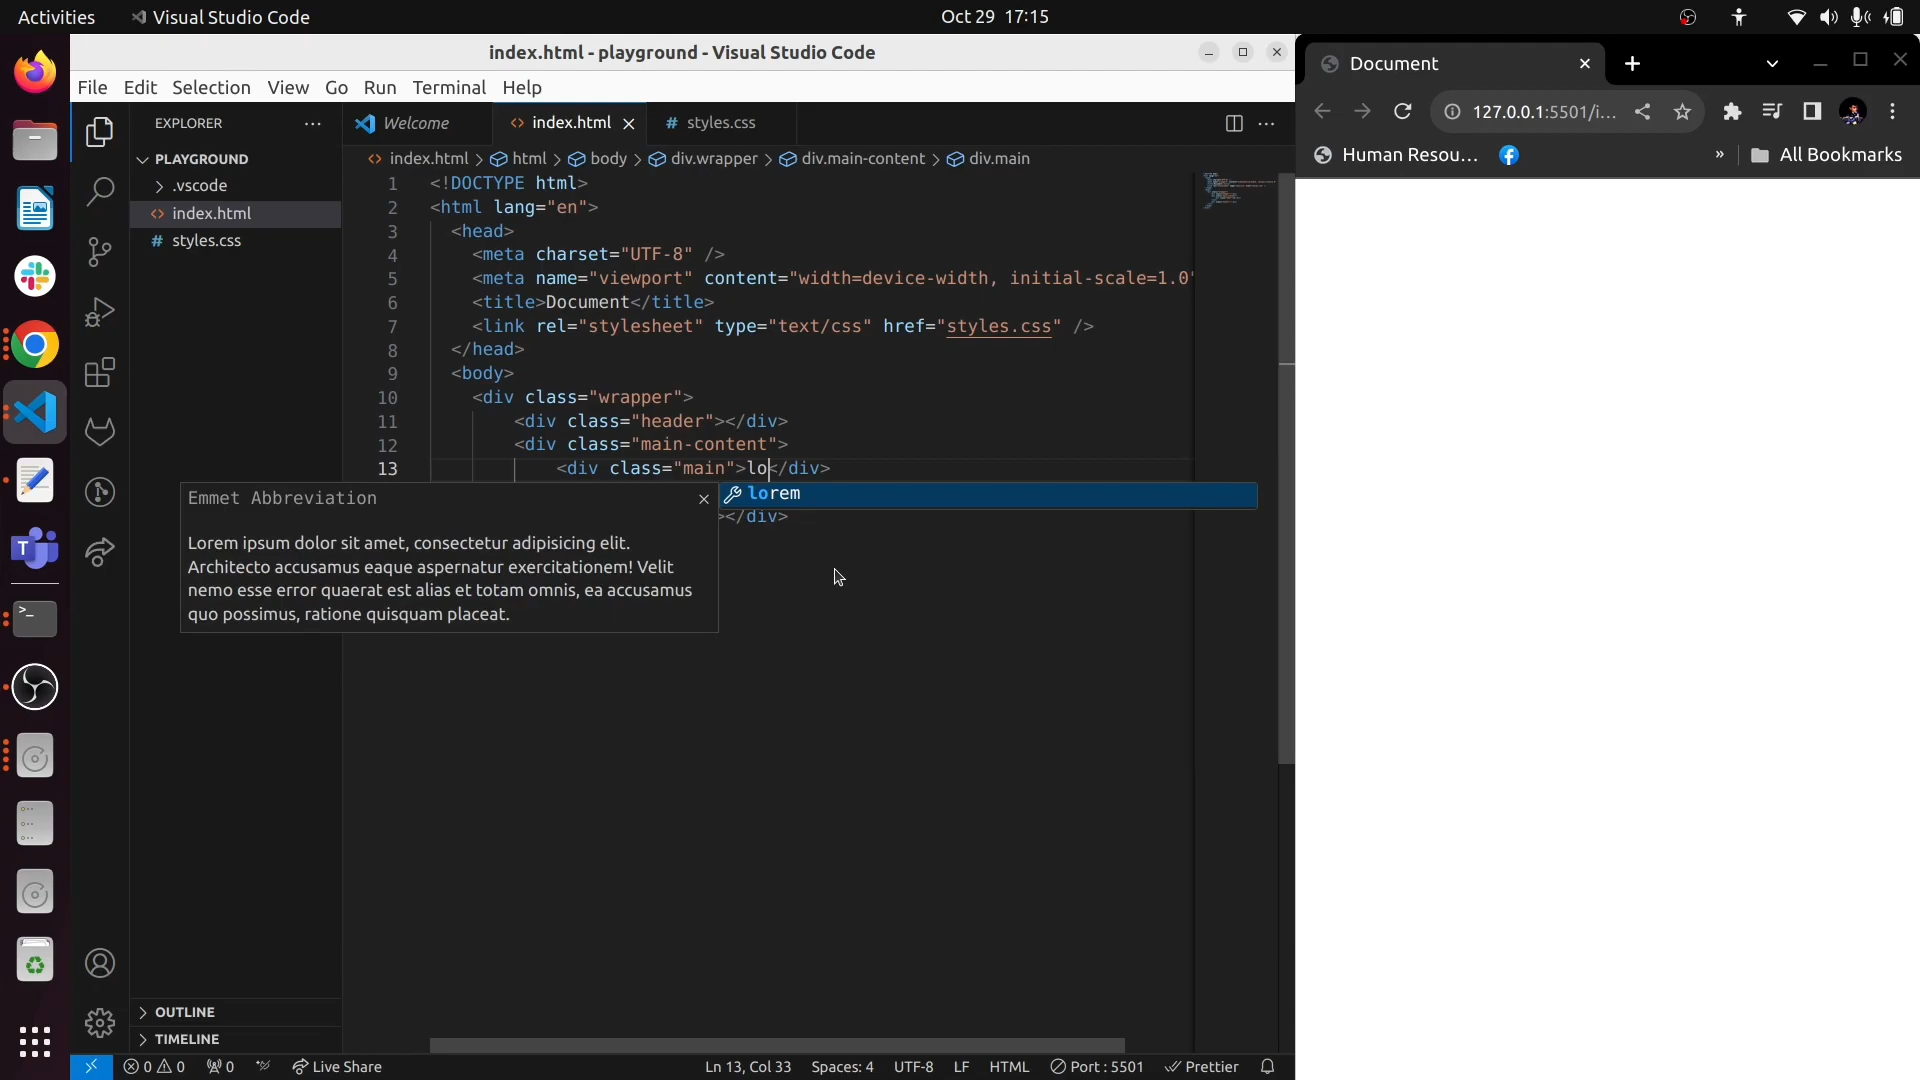 Activities
Visual Studio Code
Oct 29 17:15
index.html - playground - Visual Studio Code
File Edit Selection View Go Run Terminal Help
EXPLORER
PLAYGROUND
.vscode
<> index.html
# styles.css
OUTLINE
TIMELINE
Welcome
<> index.html
# styles.css
<> index.html > html > body > div.wrapper > div.main-content > div.main
1 <!DOCTYPE html>
2 <html lang="en">
3 <head>
4 <meta charset="UTF-8" />
5 <meta name="viewport" content="width=device-width, initial-scale=1.0"
6 <title>Document</title>
7 <link rel="stylesheet" type="text/css" href="styles.css" />
8 </head>
9 <body>
10 <div class="wrapper">
11 <div class="header"></div>
12 <div class="main-content">
13 <div class="main">lo</div>
lorem
></div>
Emmet Abbreviation
Lorem ipsum dolor sit amet, consectetur adipisicing elit.
Architecto accusamus eaque aspernatur exercitationem! Velit
nemo esse error quaerat est alias et totam omnis, ea accusamus
quo possimus, ratione quisquam placeat.
0 0
0
Live Share
Ln 13, Col 33
Spaces: 4
UTF-8
LF
HTML
Port : 5501
Prettier
Document
127.0.0.1:5501/i...
Human Resou...
»
All Bookmarks